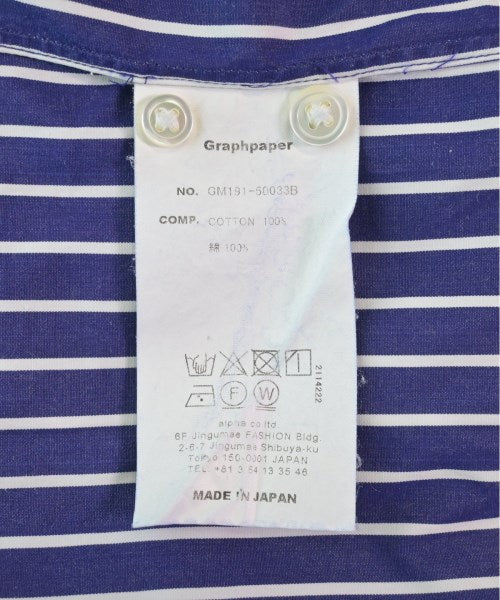 Graphpaper
NO. GM191-50033B
COMP. COTTON 100%
綿 100%
2114222
F W
alpha co.ltd.
6F Jingumae FASHION Bldg.
2-6-7 Jingumae Shibuya-ku
Tokyo 150-0001 JAPAN
TEL. +81 3 64 13 35 46
MADE IN JAPAN